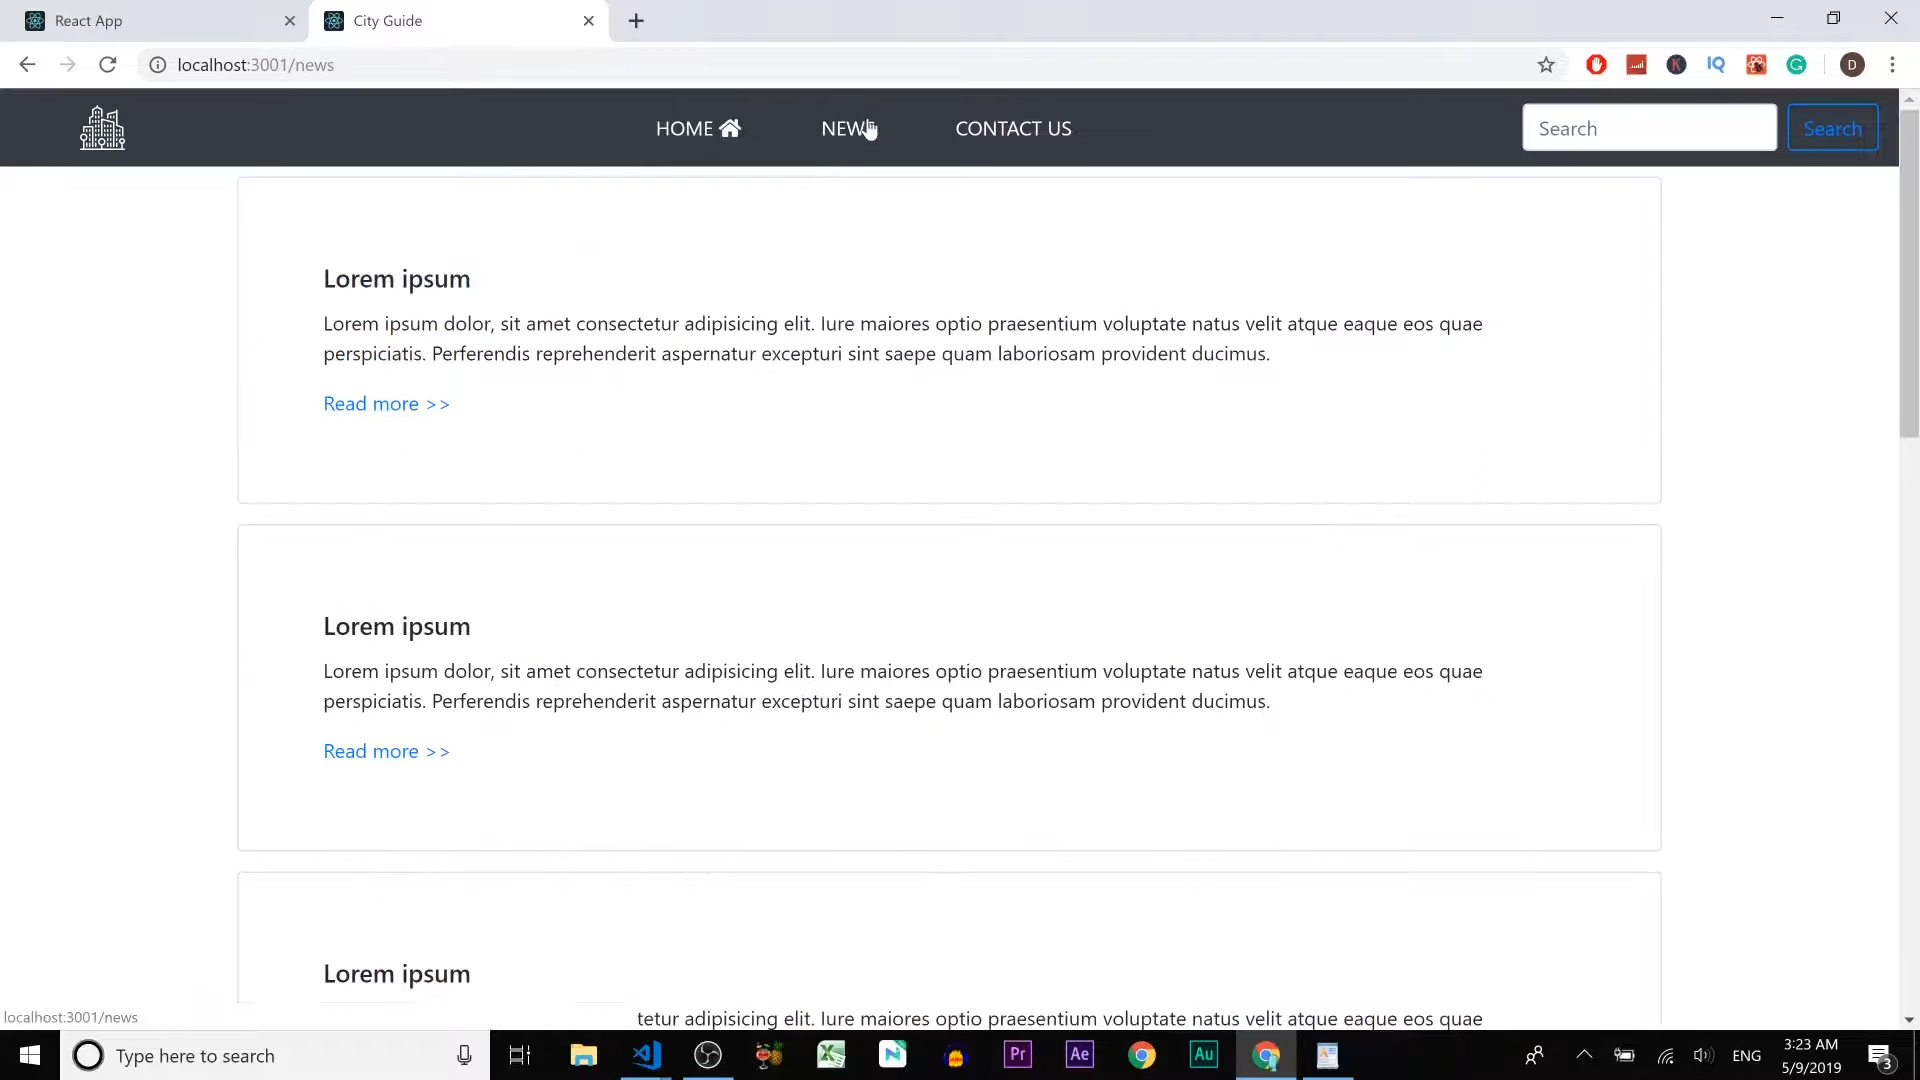 React App
City Guide
localhost:3001/news
D
IQ
K
G
HOME
NEWS
CONTACT US
Search
Search
Lorem ipsum
Lorem ipsum dolor, sit amet consectetur adipisicing elit. Iure maiores optio praesentium voluptate natus velit atque eaque eos quae
perspiciatis. Perferendis reprehenderit aspernatur excepturi sint saepe quam laboriosam provident ducimus.
Read more >>
Lorem ipsum
Lorem ipsum dolor, sit amet consectetur adipisicing elit. Iure maiores optio praesentium voluptate natus velit atque eaque eos quae
perspiciatis. Perferendis reprehenderit aspernatur excepturi sint saepe quam laboriosam provident ducimus.
Read more >>
Lorem ipsum
tetur adipisicing elit. Iure maiores optio praesentium voluptate natus velit atque eaque eos quae
localhost:3001/news
Type here to search
Pr
Ae
Au
ENG
3:23 AM
5/9/2019
3